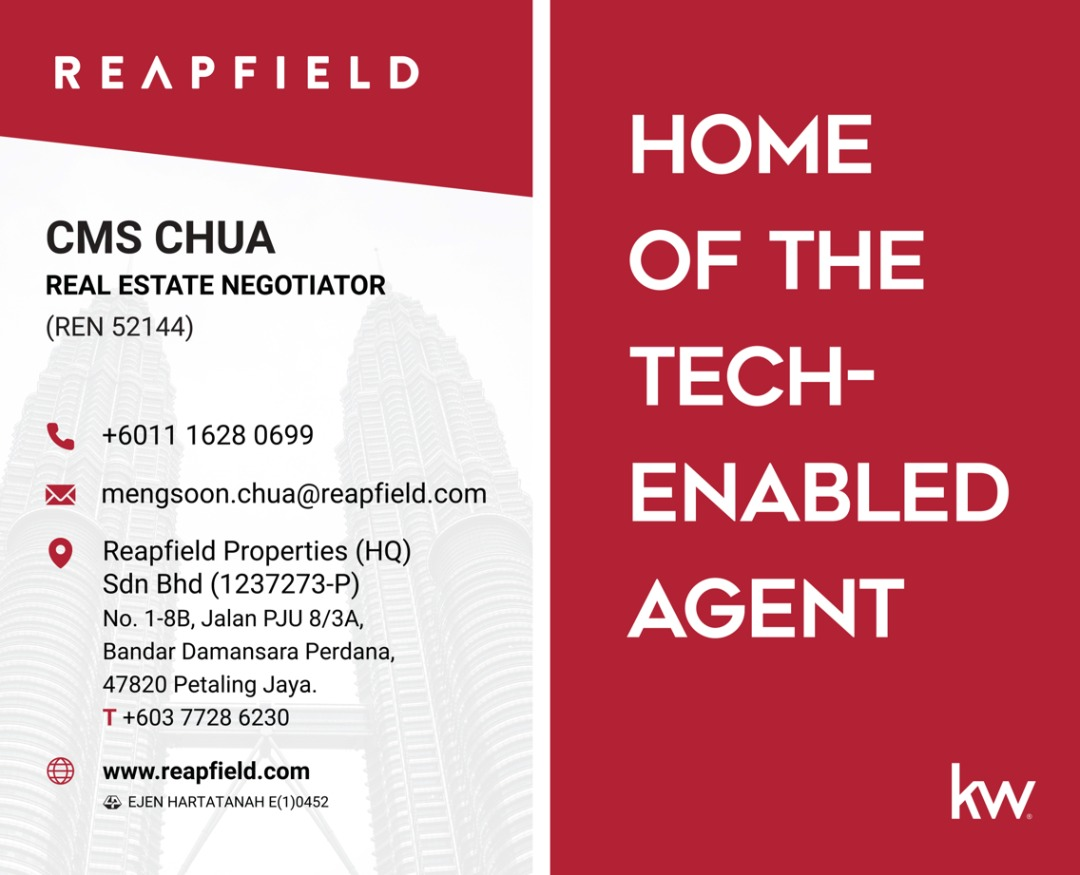 REAPFIELD
CMS CHUA
REAL ESTATE NEGOTIATOR
(REN 52144)
+6011 1628 0699
mengsoon.chua@reapfield.com
Reapfield Properties (HQ)
Sdn Bhd (1237273-P)
No. 1-8B, Jalan PJU 8/3A,
Bandar Damansara Perdana,
47820 Petaling Jaya.
T +603 7728 6230
www.reapfield.com
EJEN HARTATANAH E(1)0452
HOME
OF THE
TECH-
ENABLED
AGENT
kw®